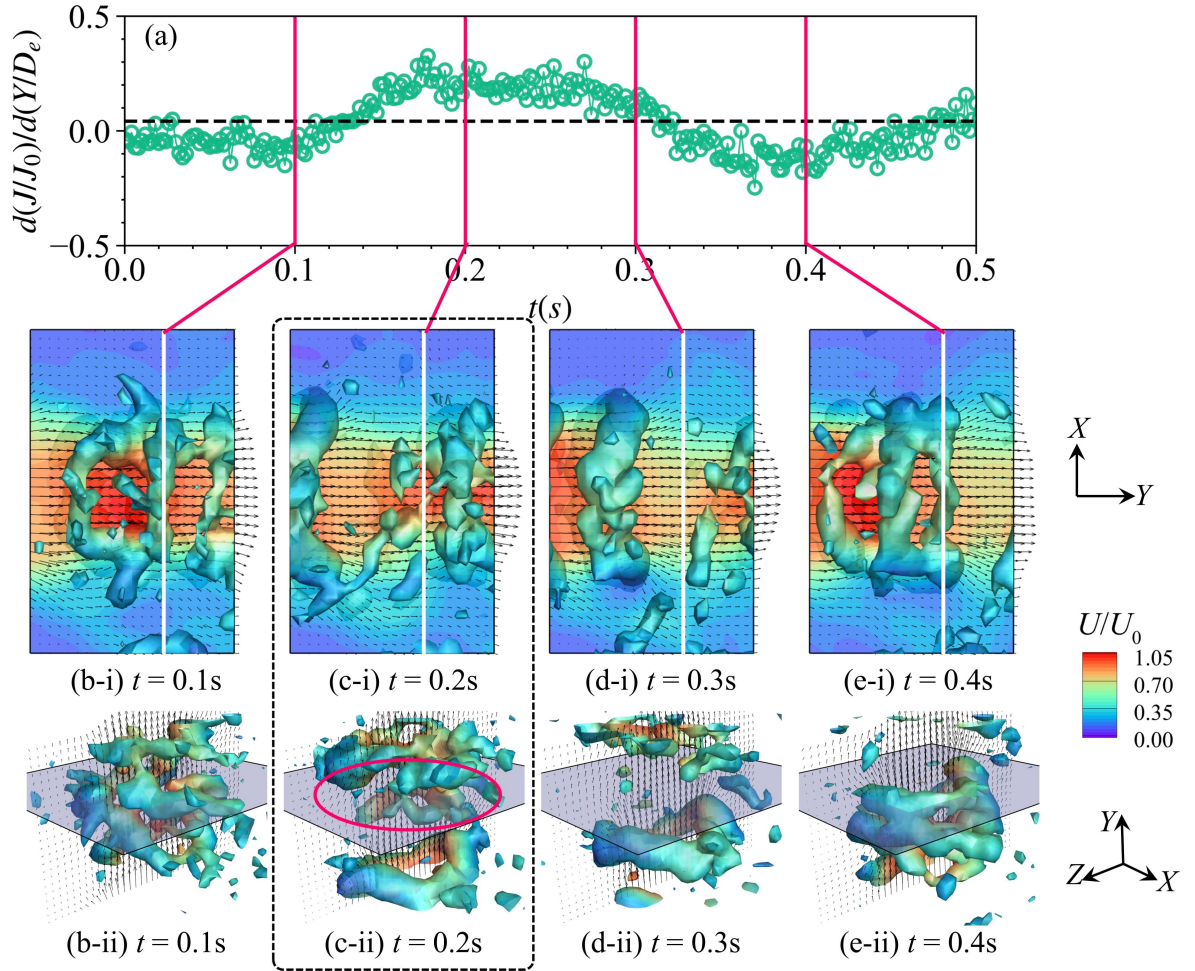 (a)
d(J/J₀)/d(Y/Dₑ)
0.5
0.0
−0.5
0.0 0.1 0.2 0.3 0.4 0.5
t(s)
X
Y
(b-i) t = 0.1s (c-i) t = 0.2s (d-i) t = 0.3s (e-i) t = 0.4s
U/U₀
1.05
0.70
0.35
0.00
Y
Z X
(b-ii) t = 0.1s (c-ii) t = 0.2s (d-ii) t = 0.3s (e-ii) t = 0.4s